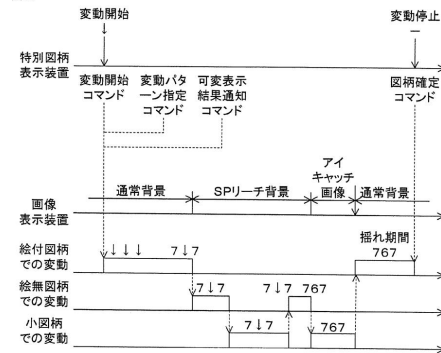 変動開始
↓
変動停止
特別図柄
表示装置
変動開始
コマンド
変動パタ
ーン指定
コマンド
可変表示
結果通知
コマンド
図柄確定
コマンド
通常背景
SPリーチ背景
アイ
キャッチ
画像
通常背景
画像
表示装置
絵付図柄
での変動
↓↓↓
7↓7
揺れ期間
767
絵無図柄
での変動
7↓7
7↓7
767
小図柄
での変動
7↓7
767